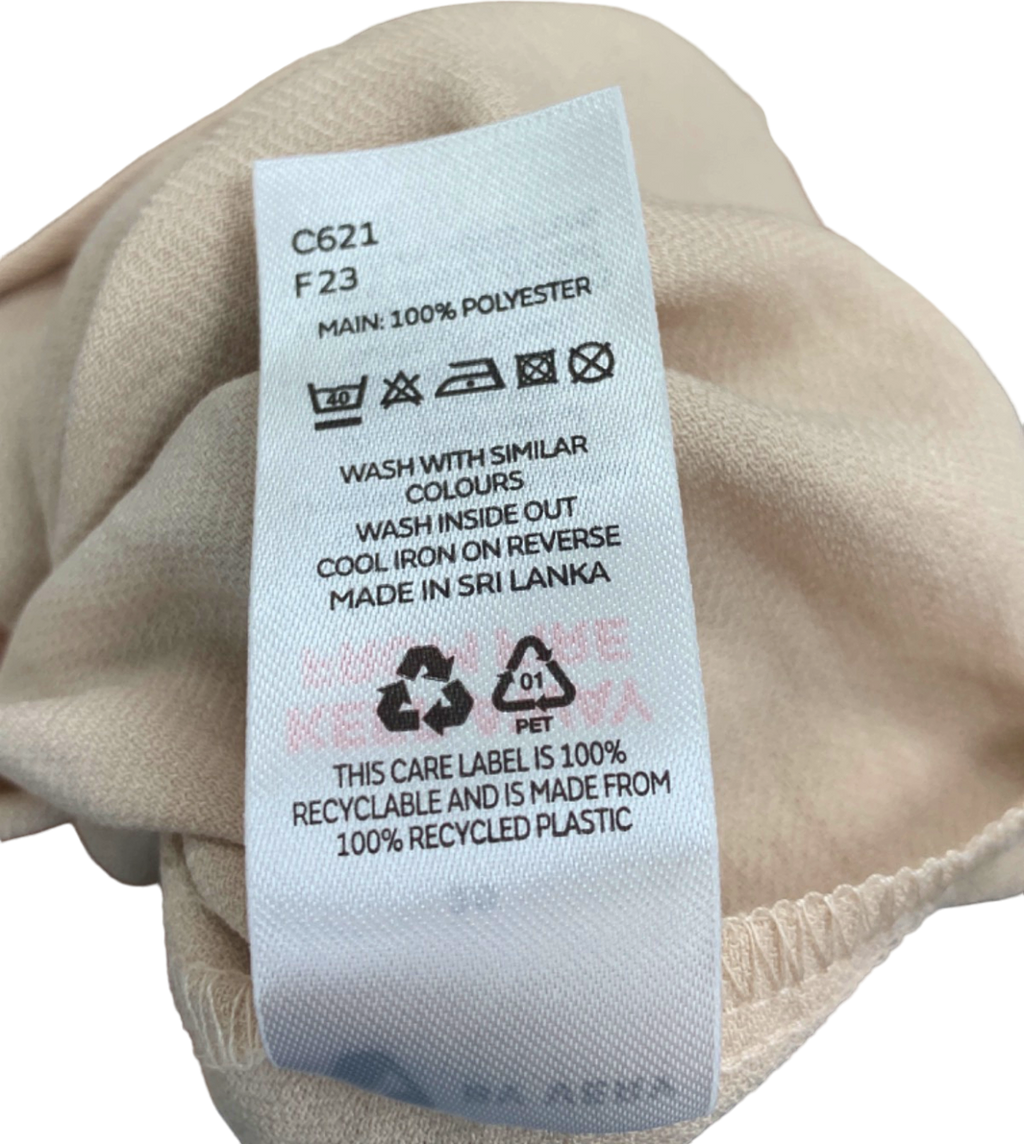 C621
F23
MAIN: 100% POLYESTER
40
WASH WITH SIMILAR
COLOURS
WASH INSIDE OUT
COOL IRON ON REVERSE
MADE IN SRI LANKA
01
PET
THIS CARE LABEL IS 100%
RECYCLABLE AND IS MADE FROM
100% RECYCLED PLASTIC